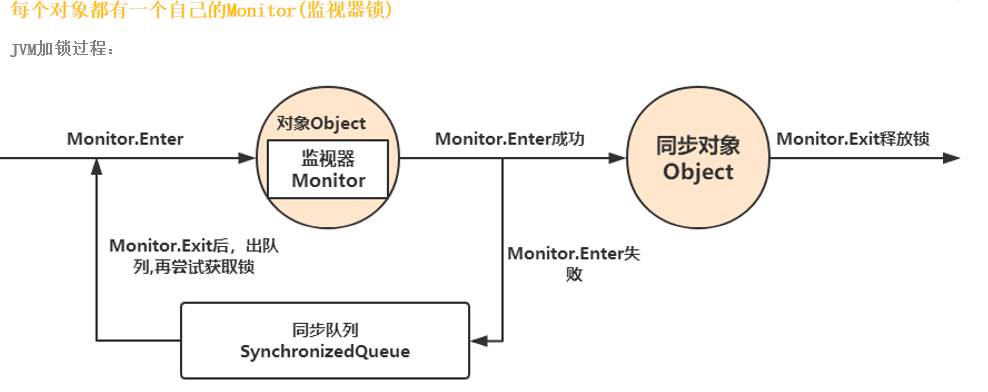 每个对象都有一个自己的Monitor(监视器锁)
JVM加锁过程:
Monitor.Enter
对象Object
监视器
Monitor
Monitor.Enter成功
同步对象
Object
Monitor.Exit释放锁
Monitor.Exit后，出队
列,再尝试获取锁
Monitor.Enter失
败
同步队列
SynchronizedQueue